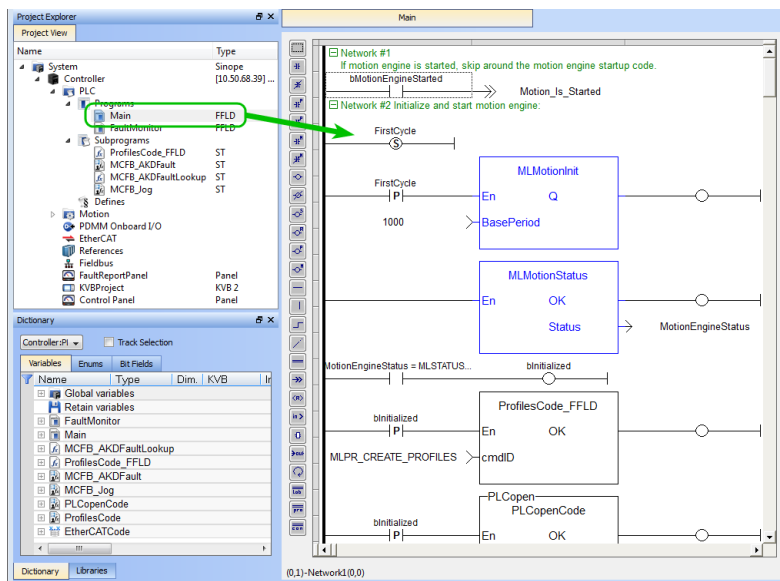 Project Explorer
Project View
Name Type
System Sinope
Controller [10.50.68.39] ...
PLC
Programs
Main FFLD
FaultMonitor FFLD
Subprograms
ProfilesCode_FFLD ST
MCFB_AKDFault ST
MCFB_AKDFaultLookup ST
MCFB_Jog ST
Defines
Motion
PDMM Onboard I/O
EtherCAT
References
Fieldbus
FaultReportPanel Panel
KVBProject KVB 2
Control Panel Panel
Dictionary
Controller:Pl Track Selection
Variables Enums Bit Fields
Name Type Dim. KVB
Global variables
Retain variables
FaultMonitor
Main
MCFB_AKDFaultLookup
ProfilesCode_FFLD
MCFB_AKDFault
MCFB_Jog
PLCopenCode
ProfilesCode
EtherCATCode
Dictionary Libraries
Main
Network #1
If motion engine is started, skip around the motion engine startup code.
bMotionEngineStarted
Motion_Is_Started
Network #2 Initialize and start motion engine:
FirstCycle
S
MLMotionInit
FirstCycle
P En Q
1000 BasePeriod
MLMotionStatus
En OK
Status MotionEngineStatus
MotionEngineStatus = MLSTATUS... bInitialized
ProfilesCode_FFLD
bInitialized
P En OK
MLPR_CREATE_PROFILES cmdID
PLCopen
PLCopenCode
bInitialized
P En OK
(0,1)-Network1(0,0)